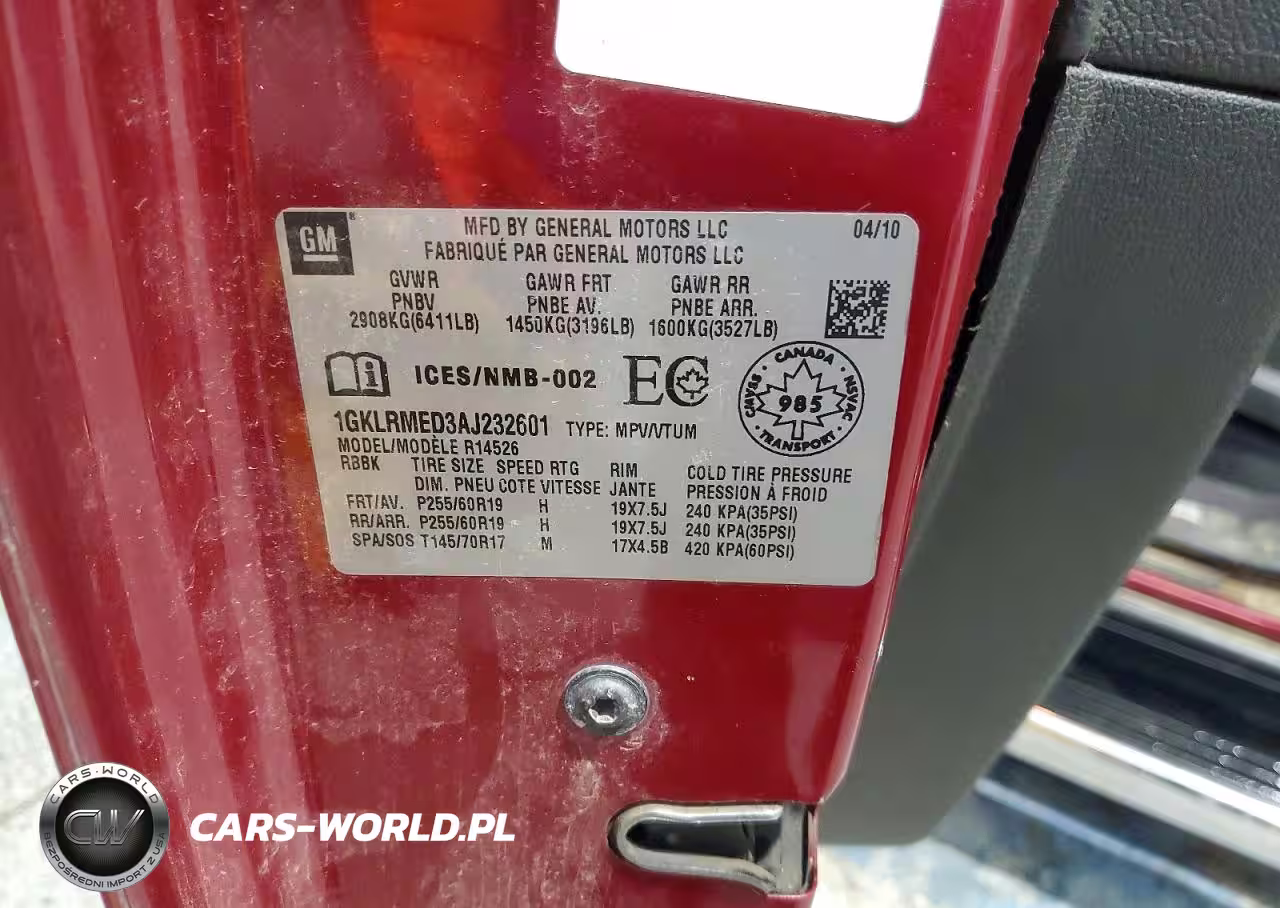 GM
MFD BY GENERAL MOTORS LLC 04/10
FABRIQUÉ PAR GENERAL MOTORS LLC
GVWR GAWR FRT GAWR RR
PNBV PNBE AV. PNBE ARR.
2908KG(6411LB) 1450KG(3196LB) 1600KG(3527LB)
ICES/NMB-002 EC
CANADA
CMVSS 985 NSVAC
TRANSPORT
1GKLRMED3AJ232601 TYPE: MPV/VTUM
MODEL/MODÈLE R14526
RBBK TIRE SIZE SPEED RTG RIM COLD TIRE PRESSURE
DIM. PNEU COTE VITESSE JANTE PRESSION À FROID
FRT/AV. P255/60R19 H 19X7.5J 240 KPA(35PSI)
RR/ARR. P255/60R19 H 19X7.5J 240 KPA(35PSI)
SPA/SOS T145/70R17 M 17X4.5B 420 KPA(60PSI)
CARS-WORLD
CW
BEZPOŚREDNI IMPORT Z USA
CARS-WORLD.PL